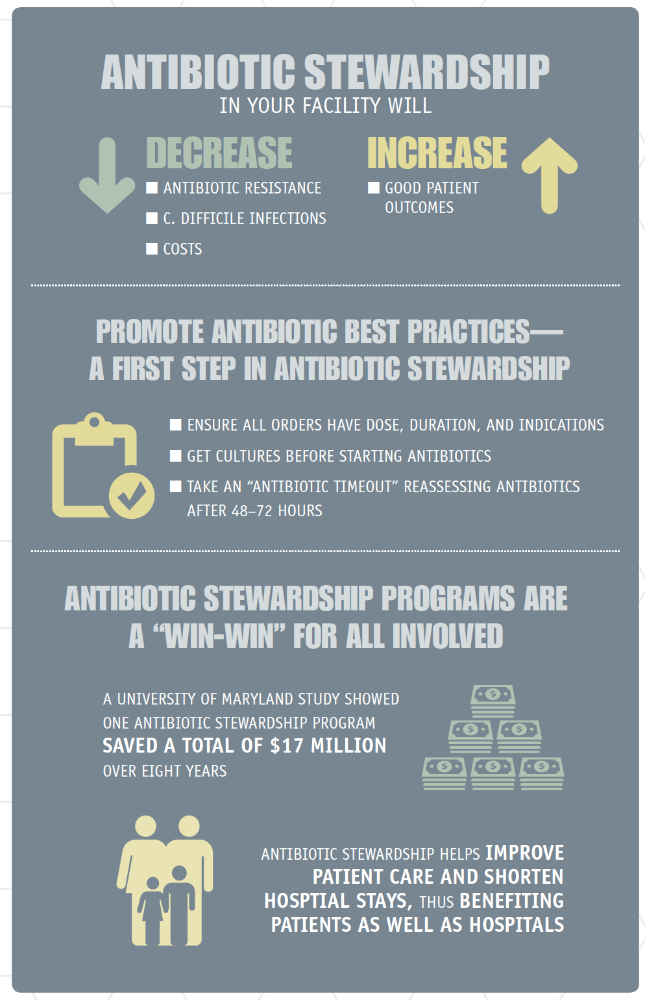 ANTIBIOTIC STEWARDSHIP
IN YOUR FACILITY WILL
DECREASE
■ ANTIBIOTIC RESISTANCE
■ C. DIFFICILE INFECTIONS
■ COSTS
INCREASE
■ GOOD PATIENT
OUTCOMES
PROMOTE ANTIBIOTIC BEST PRACTICES—
A FIRST STEP IN ANTIBIOTIC STEWARDSHIP
■ ENSURE ALL ORDERS HAVE DOSE, DURATION, AND INDICATIONS
■ GET CULTURES BEFORE STARTING ANTIBIOTICS
■ TAKE AN “ANTIBIOTIC TIMEOUT” REASSESSING ANTIBIOTICS
AFTER 48–72 HOURS
ANTIBIOTIC STEWARDSHIP PROGRAMS ARE
A “WIN-WIN” FOR ALL INVOLVED
A UNIVERSITY OF MARYLAND STUDY SHOWED
ONE ANTIBIOTIC STEWARDSHIP PROGRAM
SAVED A TOTAL OF $17 MILLION
OVER EIGHT YEARS
$
$ $
$ $ $
ANTIBIOTIC STEWARDSHIP HELPS IMPROVE
PATIENT CARE AND SHORTEN
HOSPTIAL STAYS, THUS BENEFITING
PATIENTS AS WELL AS HOSPITALS